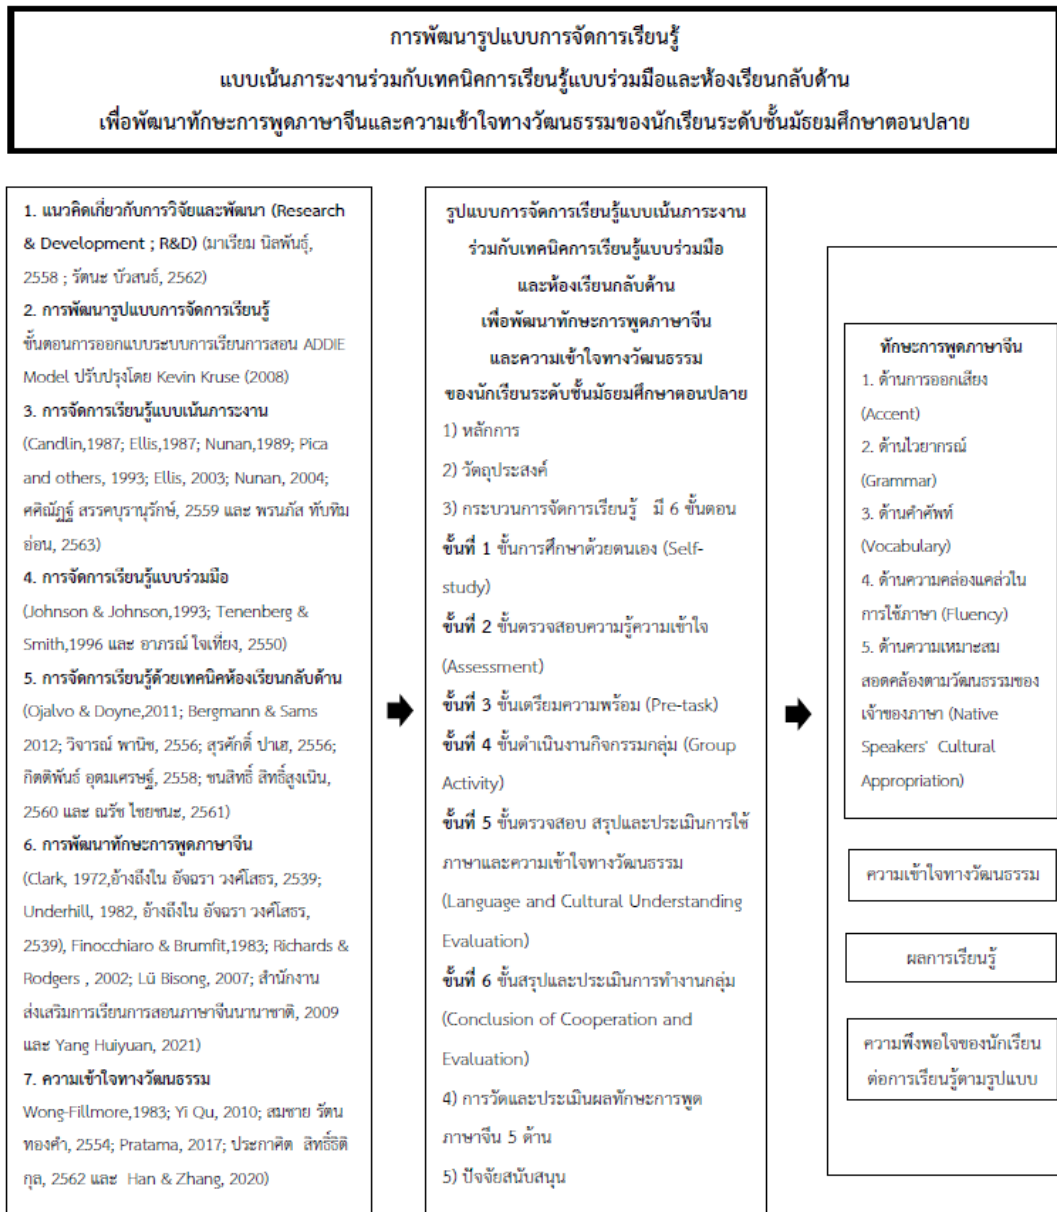 การพัฒนารูปแบบการจัดการเรียนรู้
แบบเน้นภาระงานร่วมกับเทคนิคการเรียนรู้แบบร่วมมือและห้องเรียนกลับด้าน
เพื่อพัฒนาทักษะการพูดภาษาจีนและความเข้าใจทางวัฒนธรรมของนักเรียนระดับชั้นมัธยมศึกษาตอนปลาย
1. แนวคิดเกี่ยวกับการวิจัยและพัฒนา (Research
& Development ; R&D) (มาเรียม นิลพันธุ์,
2558 ; รัตนะ บัวสนธ์, 2562)
2. การพัฒนารูปแบบการจัดการเรียนรู้
ขั้นตอนการออกแบบระบบการเรียนการสอน ADDIE
Model ปรับปรุงโดย Kevin Kruse (2008)
3. การจัดการเรียนรู้แบบเน้นภาระงาน
(Candlin,1987; Ellis,1987; Nunan,1989; Pica
and others, 1993; Ellis, 2003; Nunan, 2004;
ศศิณัฏฐ์ สรรคบุรานุรักษ์, 2559 และ พรนภัส ทับทิม
อ่อน, 2563)
4. การจัดการเรียนรู้แบบร่วมมือ
(Johnson & Johnson,1993; Tenenberg &
Smith,1996 และ อาภรณ์ ใจเที่ยง, 2550)
5. การจัดการเรียนรู้ด้วยเทคนิคห้องเรียนกลับด้าน
(Ojalvo & Doyne,2011; Bergmann & Sams
2012; วิจารณ์ พานิช, 2556; สุรศักดิ์ ปาเฮ, 2556;
กิตติพันธ์ อุดมเศรษฐ์, 2558; ชนสิทธิ์ สิทธิ์สูงเนิน,
2560 และ ณรัช ไชยชนะ, 2561)
6. การพัฒนาทักษะการพูดภาษาจีน
(Clark, 1972,อ้างถึงใน อัจฉรา วงศ์โสธร, 2539;
Underhill, 1982, อ้างถึงใน อัจฉรา วงศ์โสธร,
2539), Finocchiaro & Brumfit,1983; Richards &
Rodgers , 2002; Lü Bisong, 2007; สำนักงาน
ส่งเสริมการเรียนการสอนภาษาจีนนานาชาติ, 2009
และ Yang Huiyuan, 2021)
7. ความเข้าใจทางวัฒนธรรม
Wong-Fillmore,1983; Yi Qu, 2010; สมชาย รัตน
ทองคำ, 2554; Pratama, 2017; ประกาศิต สิทธิ์ธิติ
กุล, 2562 และ Han & Zhang, 2020)
รูปแบบการจัดการเรียนรู้แบบเน้นภาระงาน
ร่วมกับเทคนิคการเรียนรู้แบบร่วมมือ
และห้องเรียนกลับด้าน
เพื่อพัฒนาทักษะการพูดภาษาจีน
และความเข้าใจทางวัฒนธรรม
ของนักเรียนระดับชั้นมัธยมศึกษาตอนปลาย
1) หลักการ
2) วัตถุประสงค์
3) กระบวนการจัดการเรียนรู้ มี 6 ขั้นตอน
ขั้นที่ 1 ขั้นการศึกษาด้วยตนเอง (Self-
study)
ขั้นที่ 2 ขั้นตรวจสอบความรู้ความเข้าใจ
(Assessment)
ขั้นที่ 3 ขั้นเตรียมความพร้อม (Pre-task)
ขั้นที่ 4 ขั้นดำเนินงานกิจกรรมกลุ่ม (Group
Activity)
ขั้นที่ 5 ขั้นตรวจสอบ สรุปและประเมินการใช้
ภาษาและความเข้าใจทางวัฒนธรรม
(Language and Cultural Understanding
Evaluation)
ขั้นที่ 6 ขั้นสรุปและประเมินการทำงานกลุ่ม
(Conclusion of Cooperation and
Evaluation)
4) การวัดและประเมินผลทักษะการพูด
ภาษาจีน 5 ด้าน
5) ปัจจัยสนับสนุน
ทักษะการพูดภาษาจีน
1. ด้านการออกเสียง
(Accent)
2. ด้านไวยากรณ์
(Grammar)
3. ด้านคำศัพท์
(Vocabulary)
4. ด้านความคล่องแคล่วใน
การใช้ภาษา (Fluency)
5. ด้านความเหมาะสม
สอดคล้องตามวัฒนธรรมของ
เจ้าของภาษา (Native
Speakers' Cultural
Appropriation)
ความเข้าใจทางวัฒนธรรม
ผลการเรียนรู้
ความพึงพอใจของนักเรียน
ต่อการเรียนรู้ตามรูปแบบ